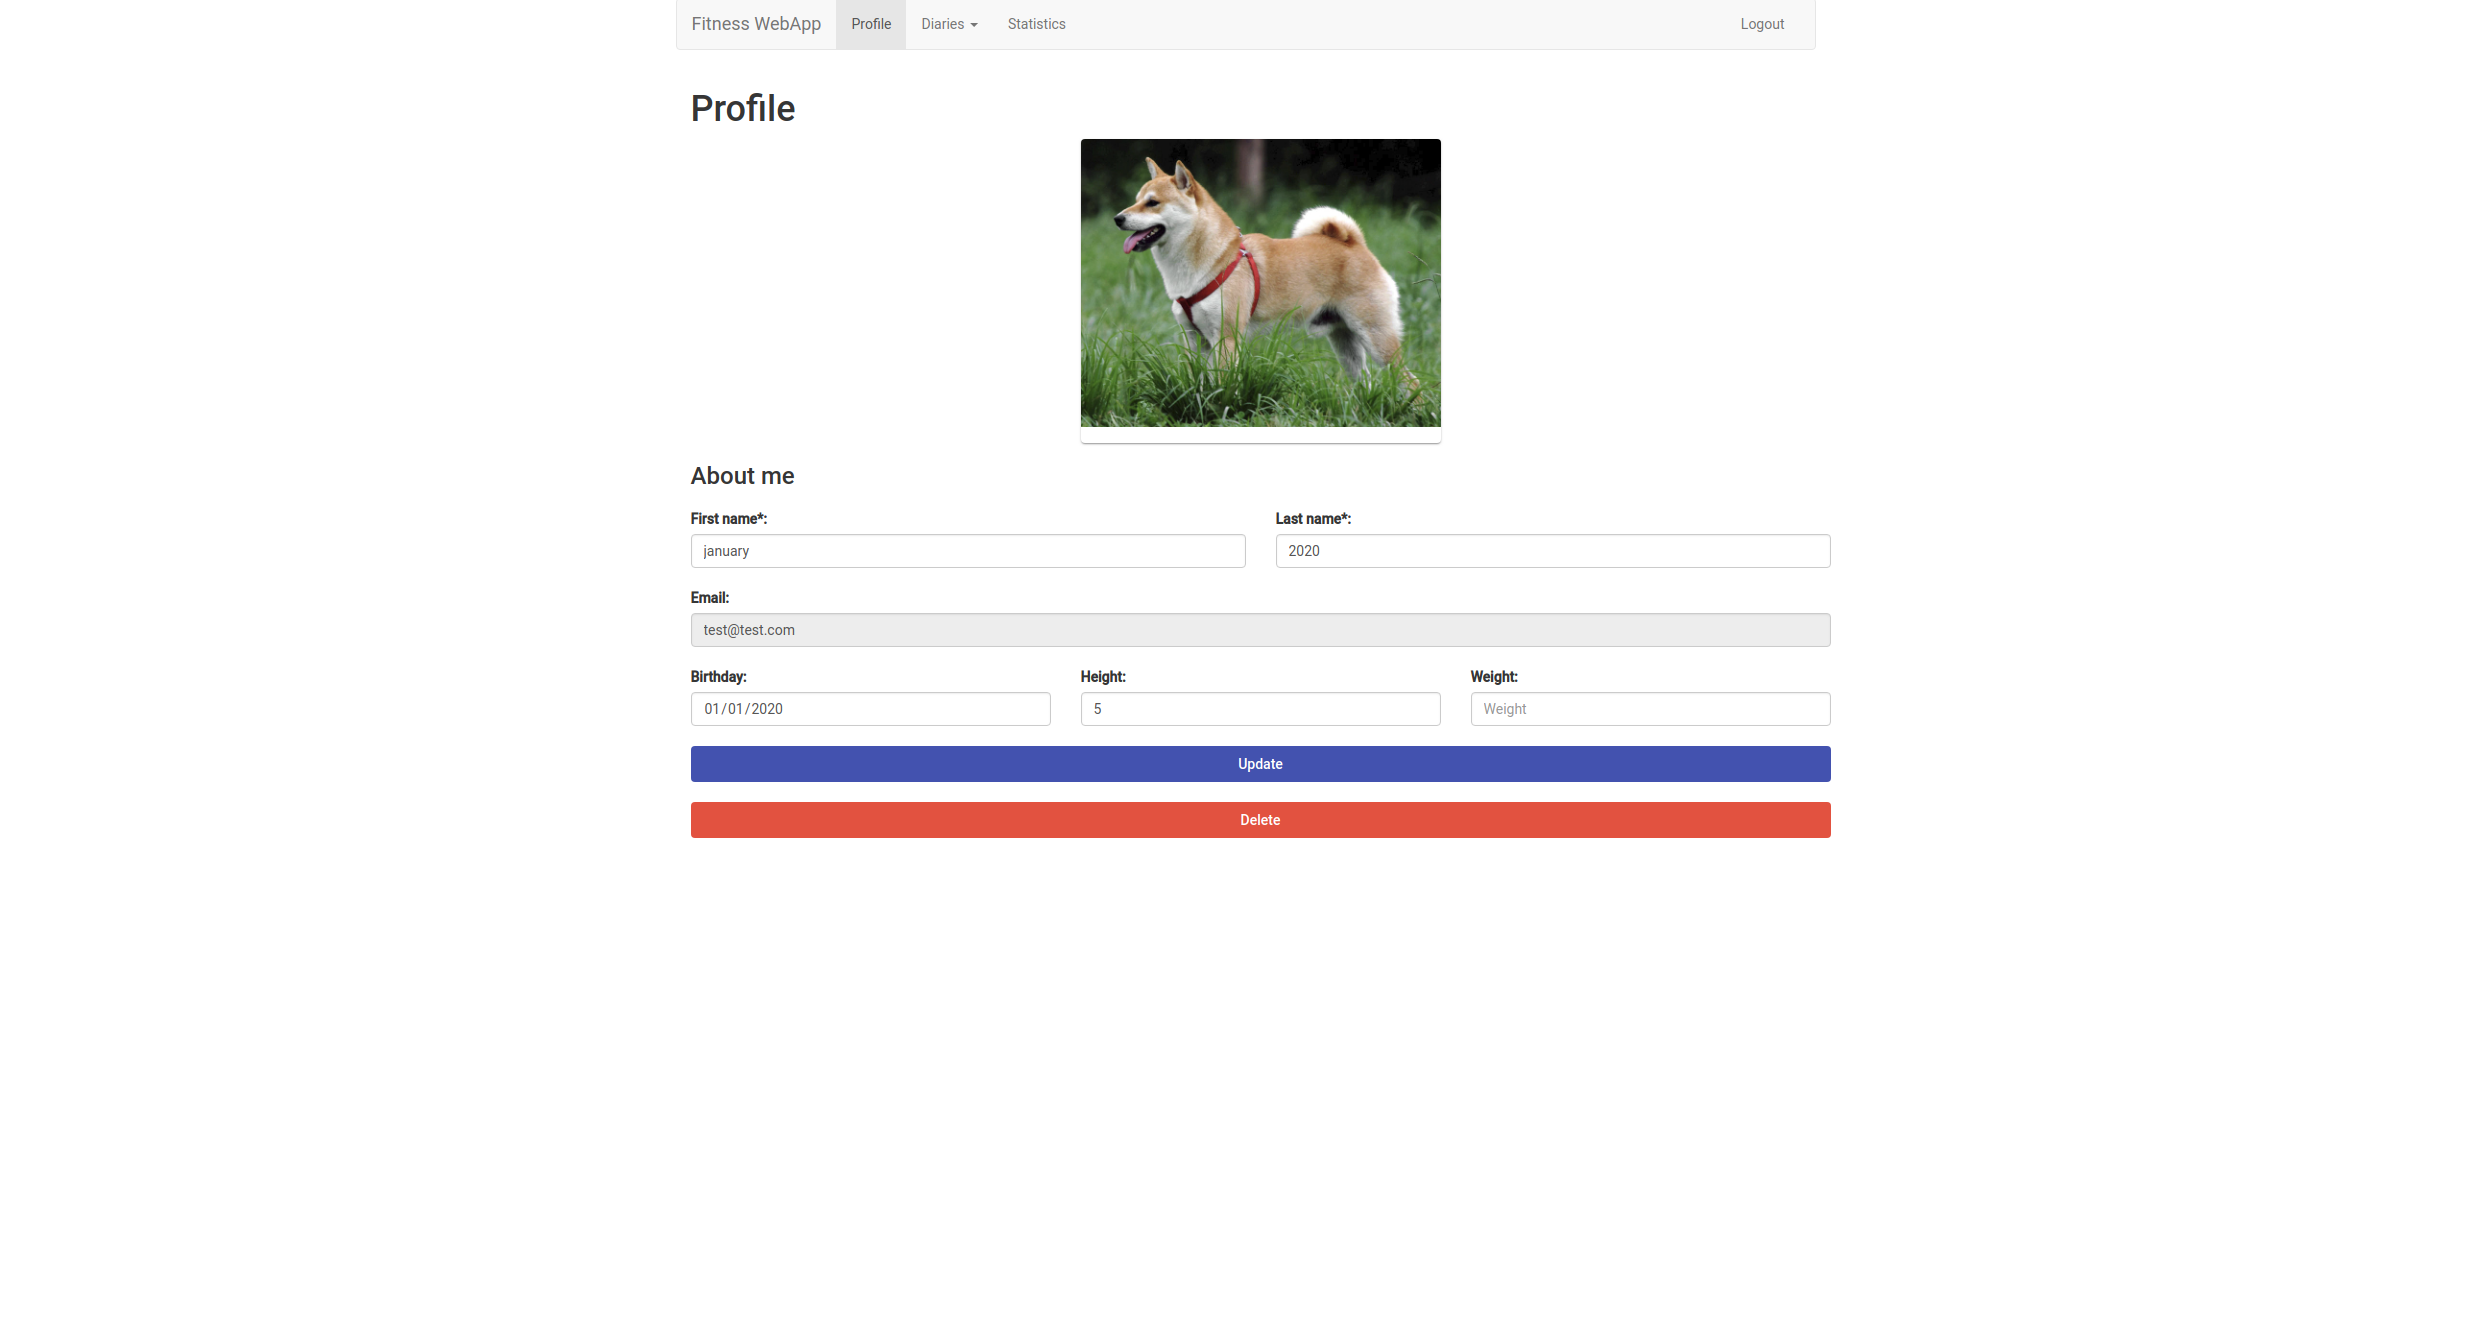 Fitness WebApp Profile Diaries Statistics Logout
Profile
About me
First name*: Last name*:
january 2020
Email:
test@test.com
Birthday: Height: Weight:
01/01/2020 5 Weight
Update
Delete